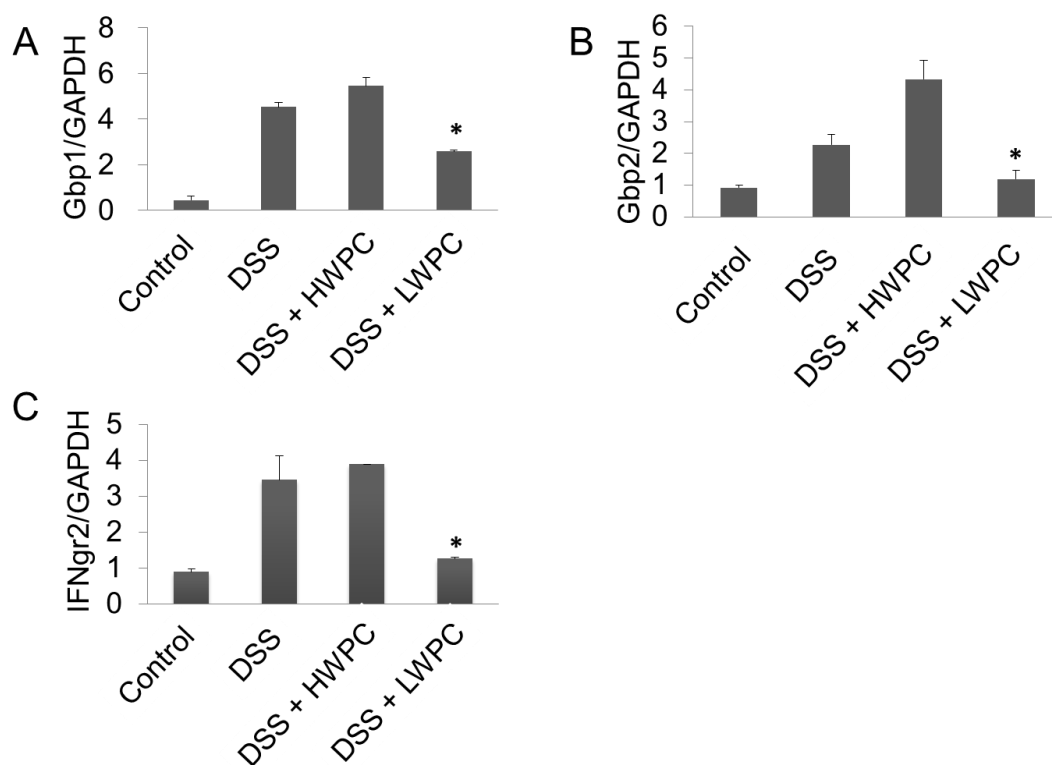 A
Gbp1/GAPDH
8
6
4
2
0
*
Control
DSS
DSS + HWPC
DSS + LWPC
B
Gbp2/GAPDH
6
5
4
3
2
1
0
*
Control
DSS
DSS + HWPC
DSS + LWPC
C
IFNgr2/GAPDH
5
4
3
2
1
0
*
Control
DSS
DSS + HWPC
DSS + LWPC